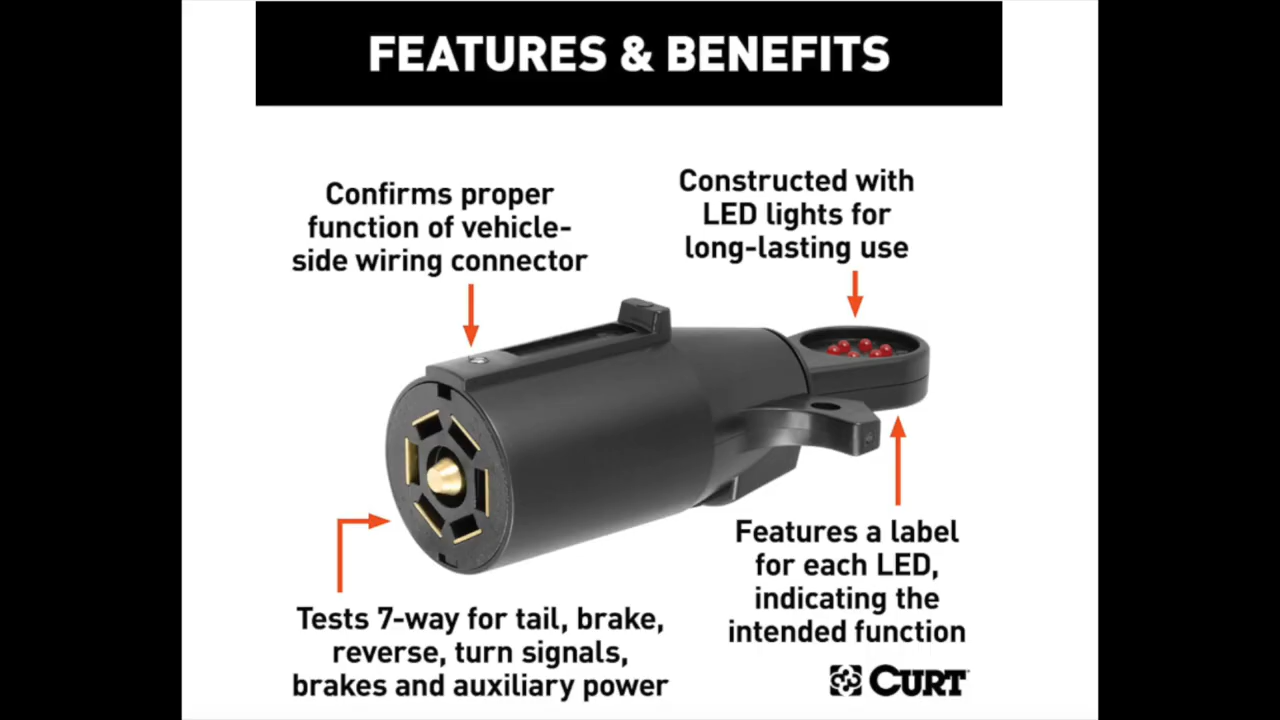 FEATURES & BENEFITS
Confirms proper
function of vehicle-
side wiring connector
Constructed with
LED lights for
long-lasting use
Tests 7-way for tail, brake,
reverse, turn signals,
brakes and auxiliary power
Features a label
for each LED,
indicating the
intended function
CURT